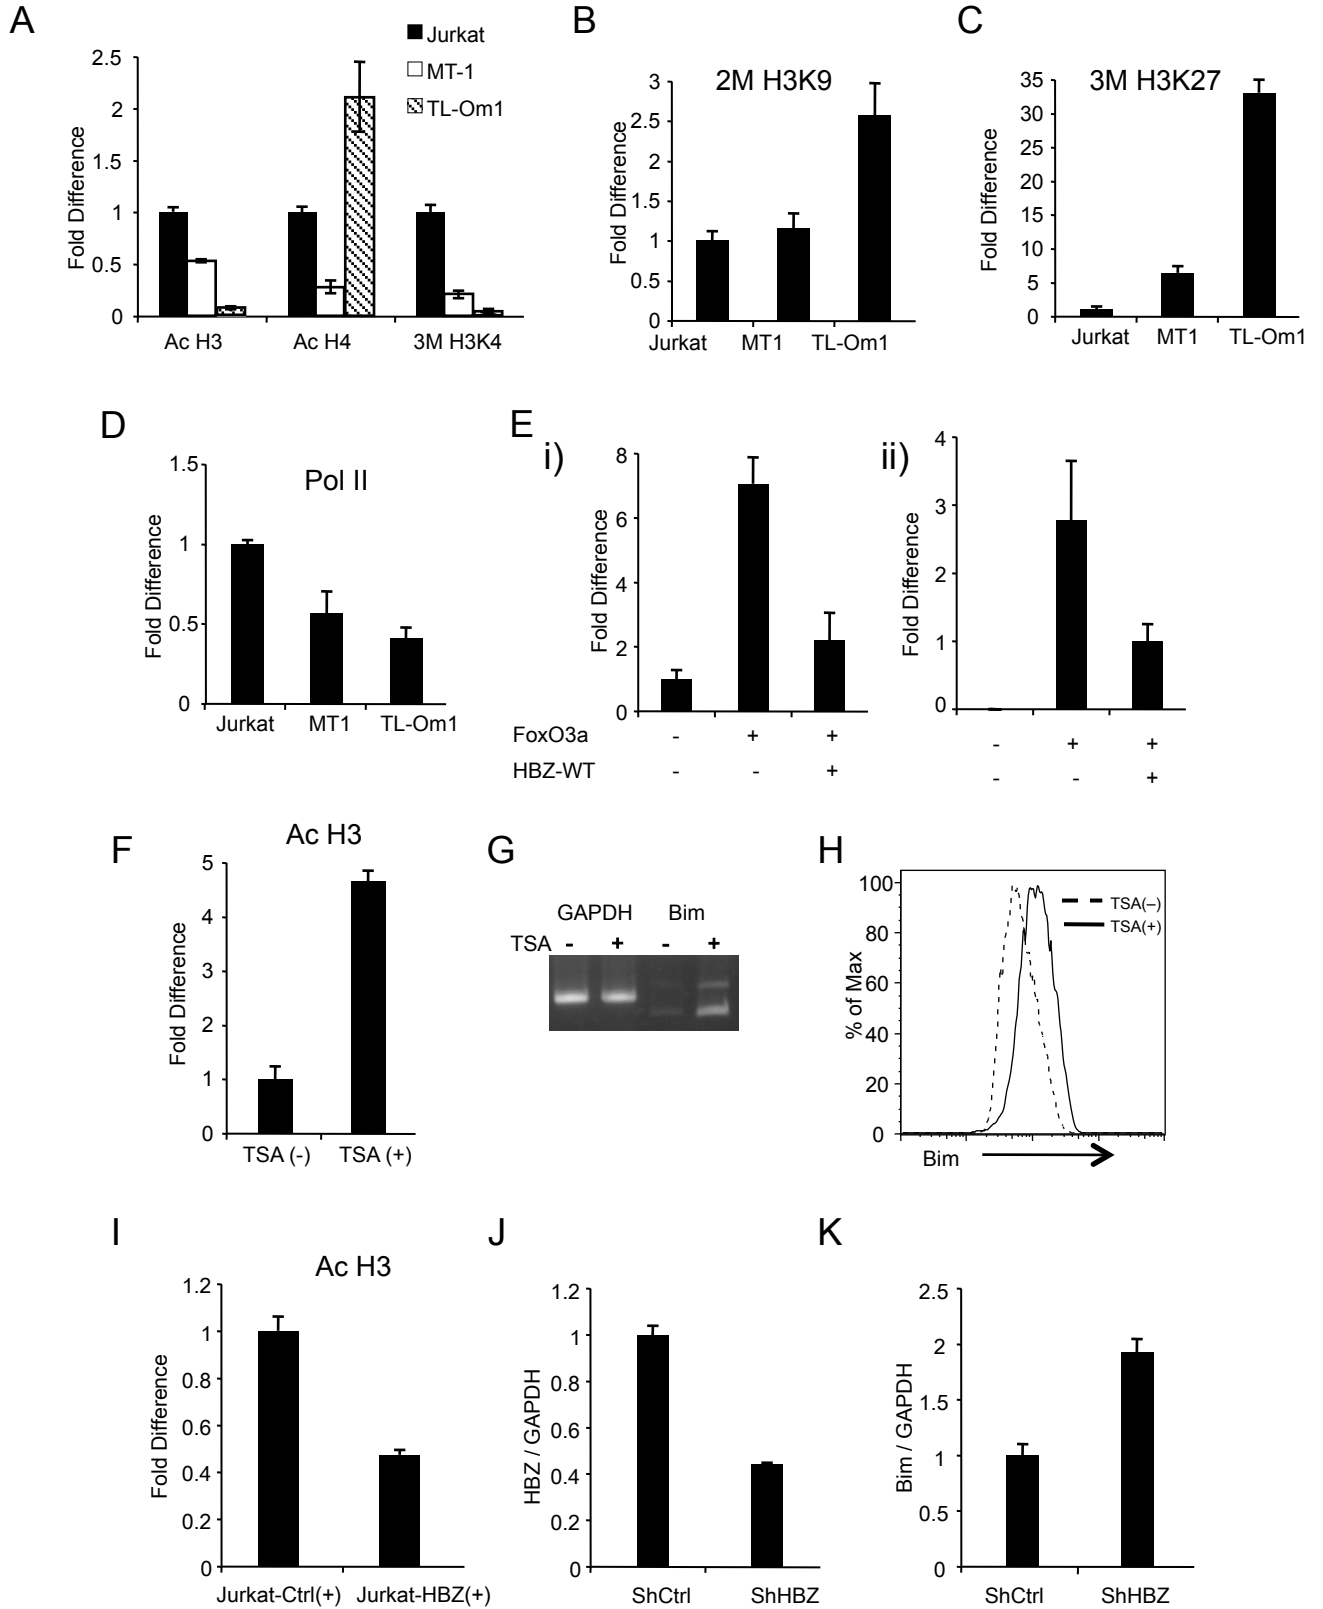 A
Jurkat
MT-1
TL-Om1
Fold Difference
2.5
2
1.5
1
0.5
0
Ac H3
Ac H4
3M H3K4
B
2M H3K9
Fold Difference
3
2.5
2
1.5
1
0.5
0
Jurkat
MT1
TL-Om1
C
3M H3K27
Fold Difference
35
30
25
20
15
10
5
0
Jurkat
MT1
TL-Om1
D
Pol II
Fold Difference
1.5
1
0.5
0
Jurkat
MT1
TL-Om1
E
i)
Fold Difference
8
6
4
2
0
FoxO3a - + +
HBZ-WT - - +
ii)
Fold Difference
4
3
2
1
0
- + +
- - +
F
Ac H3
Fold Difference
5
4
3
2
1
0
TSA (-)
TSA (+)
G
GAPDH Bim
TSA - + - +
H
% of Max
100
80
60
40
20
0
TSA(–)
TSA(+)
Bim
I
Ac H3
Fold Difference
1.2
1
0.8
0.6
0.4
0.2
0
Jurkat-Ctrl(+)
Jurkat-HBZ(+)
J
HBZ / GAPDH
1.2
1
0.8
0.6
0.4
0.2
0
ShCtrl
ShHBZ
K
Bim / GAPDH
2.5
2
1.5
1
0.5
0
ShCtrl
ShHBZ